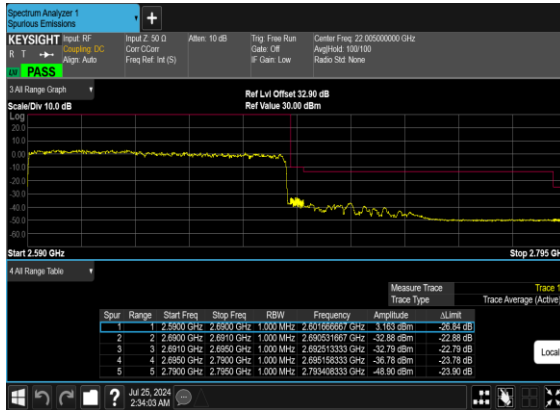 Spectrum Analyzer 1
Spurious Emissions
KEYSIGHT Input: RF Input Z: 50 Ω Atten: 10 dB Trig: Free Run Center Freq: 22.005000000 GHz
R T Coupling: DC Corr CCorr Gate: Off Avg|Hold: 100/100
Align: Auto Freq Ref: Int (S) IF Gain: Low Radio Std: None
PASS
3 All Range Graph
Ref Lvl Offset 32.90 dB
Scale/Div 10.0 dB Ref Value 30.00 dBm
Log
20.0
10.0
0.00
-10.0
-20.0
-30.0
-40.0
-50.0
-60.0
Start 2.590 GHz Stop 2.795 GH
4 All Range Table
Measure Trace Trace 1
Trace Type Trace Average (Active)
Spur Range Start Freq Stop Freq RBW Frequency Amplitude ΔLimit
1 1 2.5900 GHz 2.6900 GHz 1.000 MHz 2.601666667 GHz 3.163 dBm -26.84 dB
2 2 2.6900 GHz 2.6910 GHz 1.000 MHz 2.690531667 GHz -32.88 dBm -22.88 dB
3 3 2.6910 GHz 2.6950 GHz 1.000 MHz 2.692513333 GHz -32.79 dBm -22.79 dB
4 4 2.6950 GHz 2.7900 GHz 1.000 MHz 2.695158333 GHz -36.78 dBm -23.78 dB
5 5 2.7900 GHz 2.7950 GHz 1.000 MHz 2.793408333 GHz -48.90 dBm -23.90 dB
Local
Jul 25, 2024
2:34:03 AM